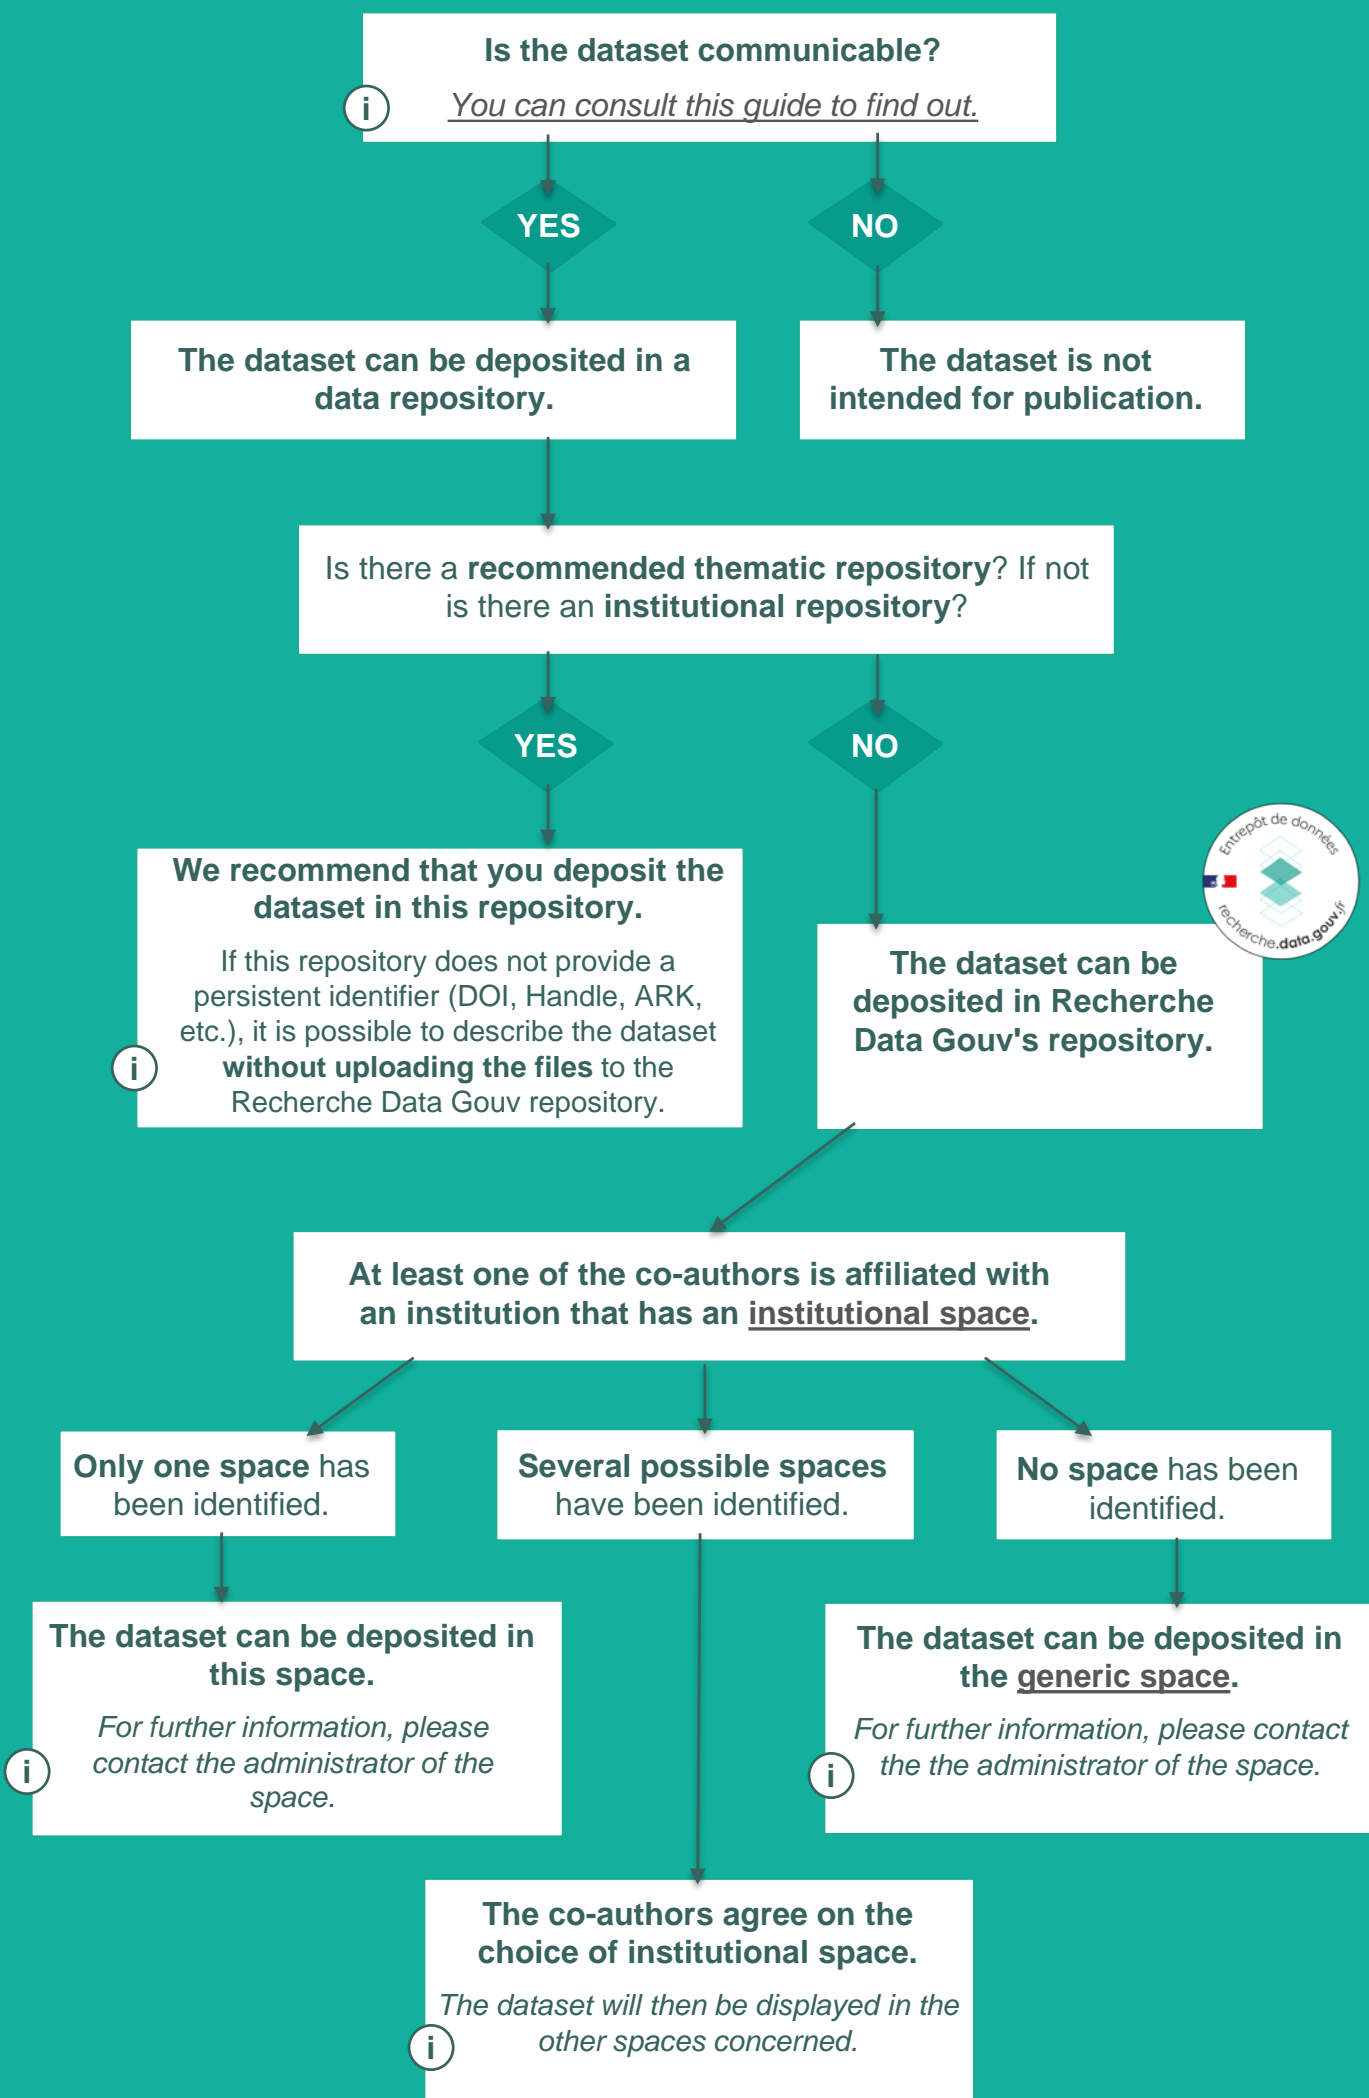 Is the dataset communicable?
i
You can consult this guide to find out.
YES
NO
The dataset can be deposited in a
data repository.
The dataset is not
intended for publication.
Is there a recommended thematic repository? If not
is there an institutional repository?
YES
NO
We recommend that you deposit the
dataset in this repository.
If this repository does not provide a
persistent identifier (DOI, Handle, ARK,
etc.), it is possible to describe the dataset
without uploading the files to the
Recherche Data Gouv repository.
i
Entrepôt de données
recherche.data.gouv.fr
The dataset can be
deposited in Recherche
Data Gouv's repository.
At least one of the co-authors is affiliated with
an institution that has an institutional space.
Only one space has
been identified.
Several possible spaces
have been identified.
No space has been
identified.
The dataset can be deposited in
this space.
For further information, please
contact the administrator of the
space.
i
The dataset can be deposited in
the generic space.
For further information, please contact
the the administrator of the space.
i
The co-authors agree on the
choice of institutional space.
The dataset will then be displayed in the
other spaces concerned.
i